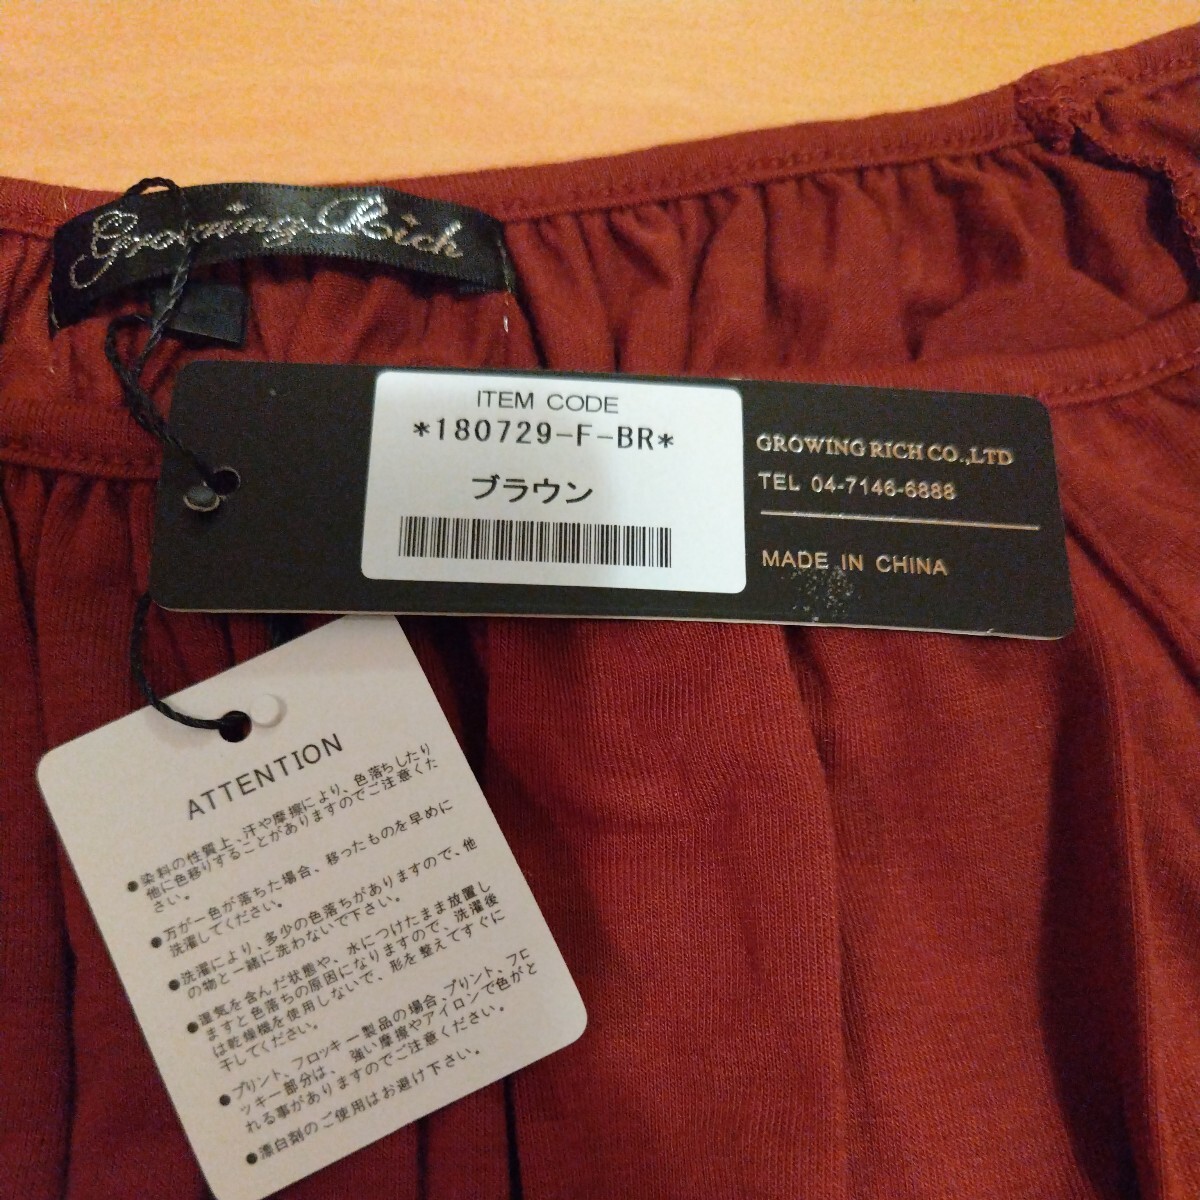 Growing Rich
ITEM CODE
*180729-F-BR*
ブラウン
GROWING RICH CO.,LTD
TEL 04-7146-6888
MADE IN CHINA
ATTENTION
●染料の性質上、汗や摩擦により、色落ちしたり
他に色移りすることがありますのでご注意くだ
さい。
●万が一色が落ちた場合、移ったものを早めに
洗濯してください。
●洗濯により、多少の色落ちがありますので、他
の物と一緒に洗わないで下さい。
●湿気を含んだ状態や、水につけたまま放置し
ますと色落ちの原因になりますので、洗濯後
は乾燥機を使用しないで、形を整えてすぐに
干してください。
●プリント、フロッキー製品の場合、プリント、フロ
ッキー部分は、強い摩擦やアイロンで色がと
れる事がありますのでご注意ください。
●漂白剤のご使用はお避け下さい。